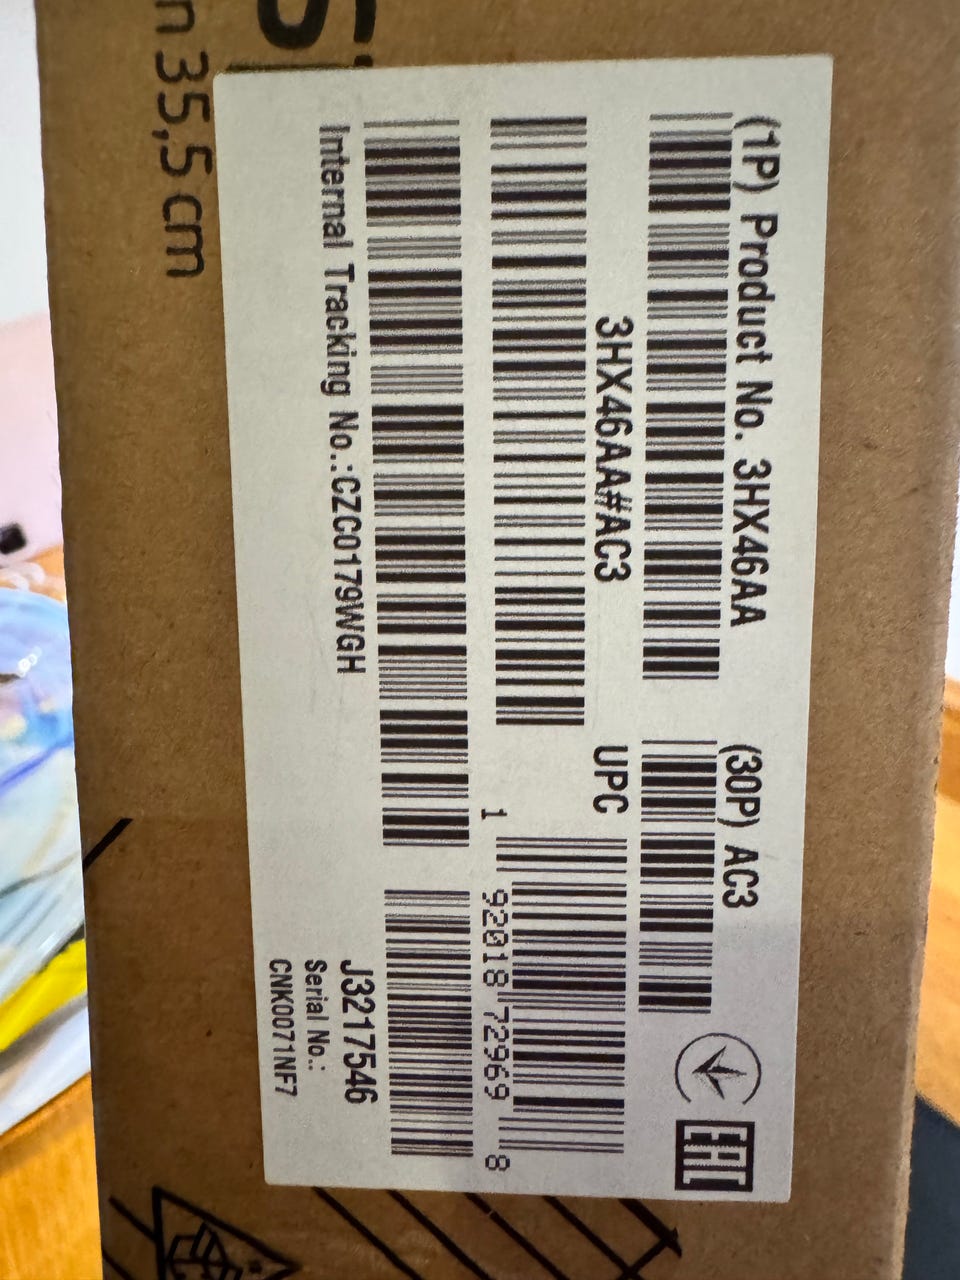 n 35,5 cm
(1P) Product No. 3HX46AA
(30P) AC3
EAC
3HX46AA#AC3
UPC
1 92018 72969 8
Internal Tracking No.:CZC0179WGH
J3217546
Serial No.:
CNK0071NF7